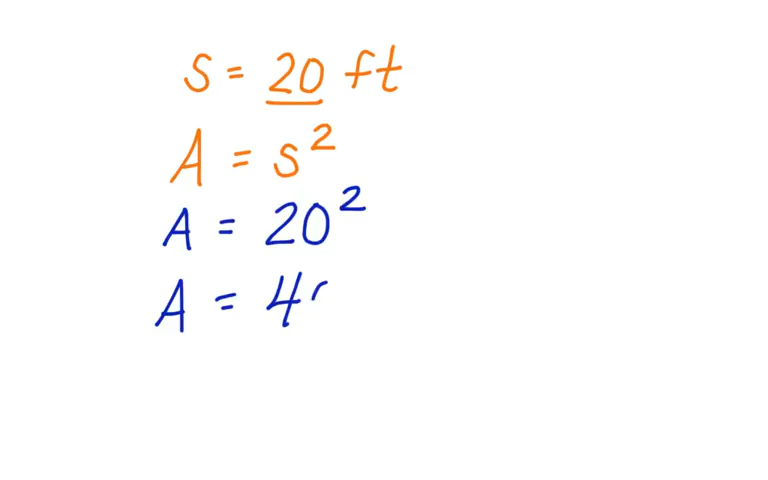 s = 20 ft
A = s²
A = 20²
A = 4